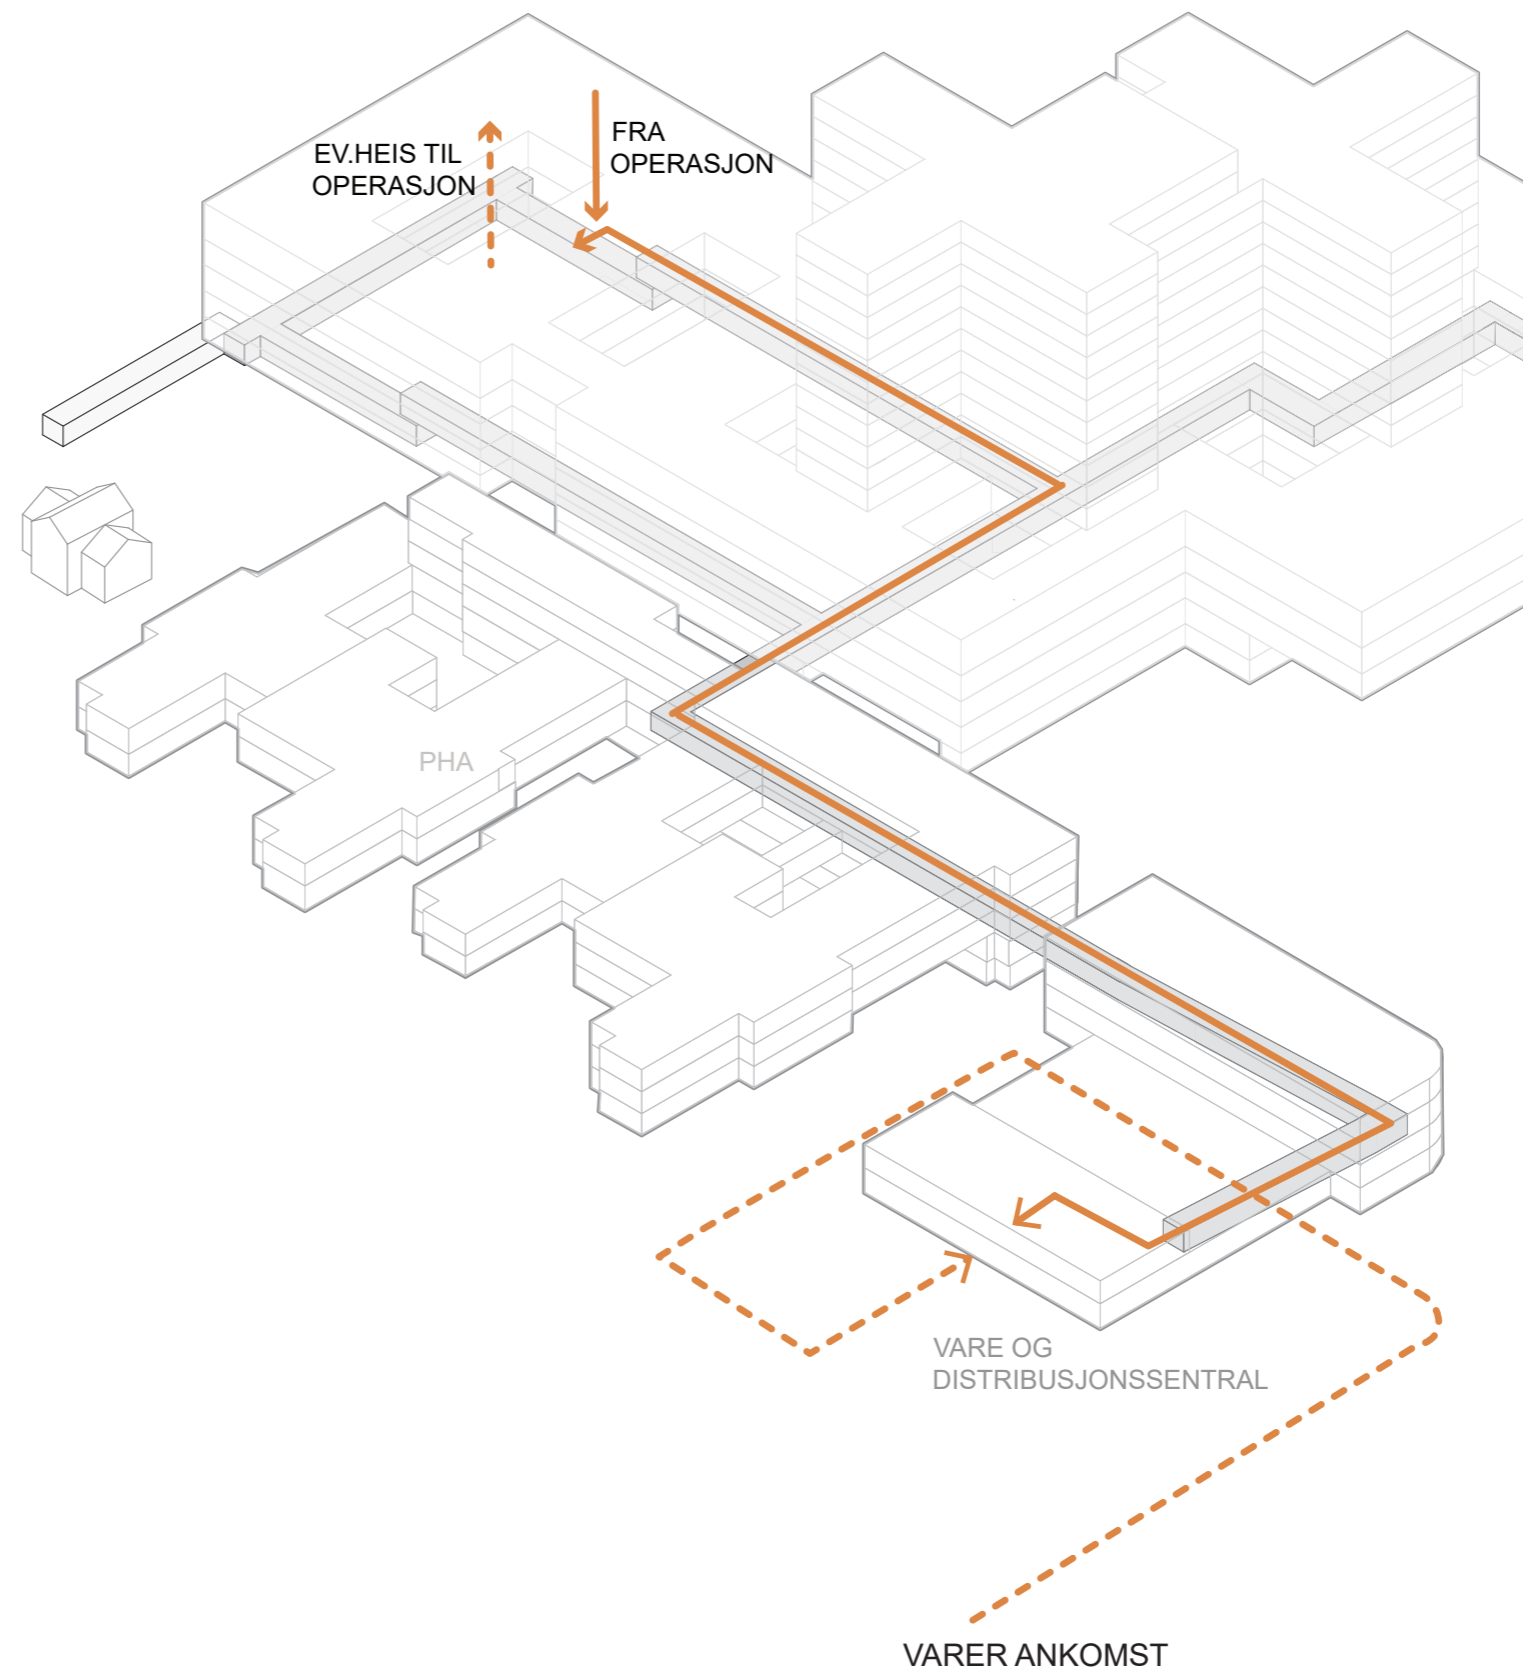 FRA
OPERASJON
EV.HEIS TIL
OPERASJON
PHA
VARE OG
DISTRIBUSJONSSENTRAL
VARER ANKOMST